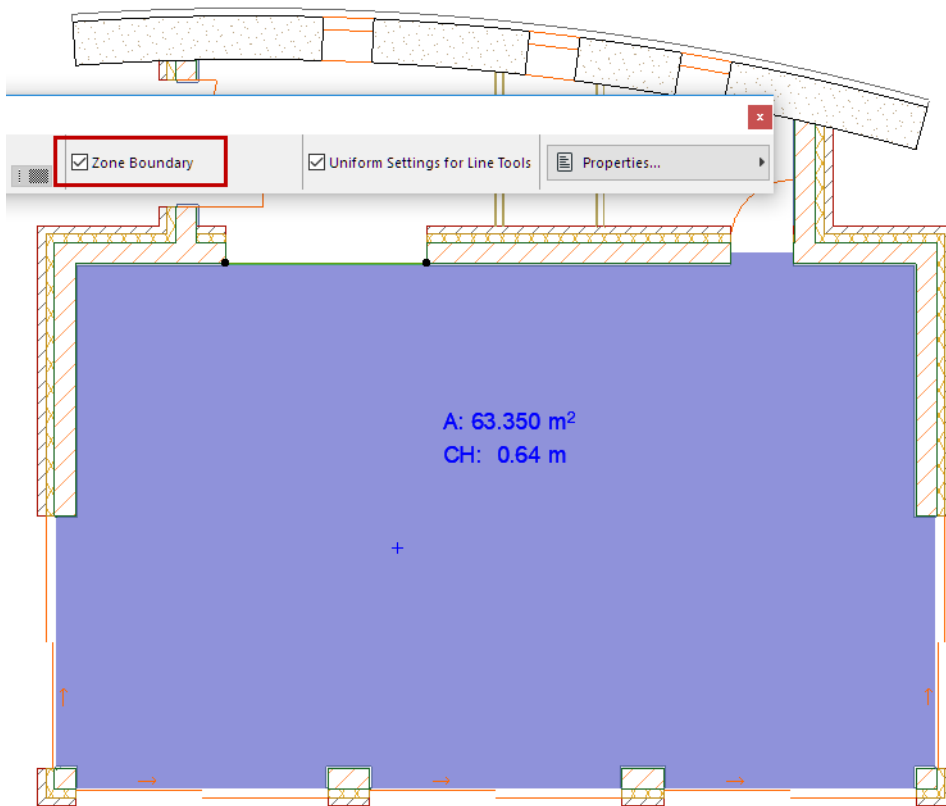 x
Zone Boundary
Uniform Settings for Line Tools
Properties...
A: 63.350 m²
CH: 0.64 m